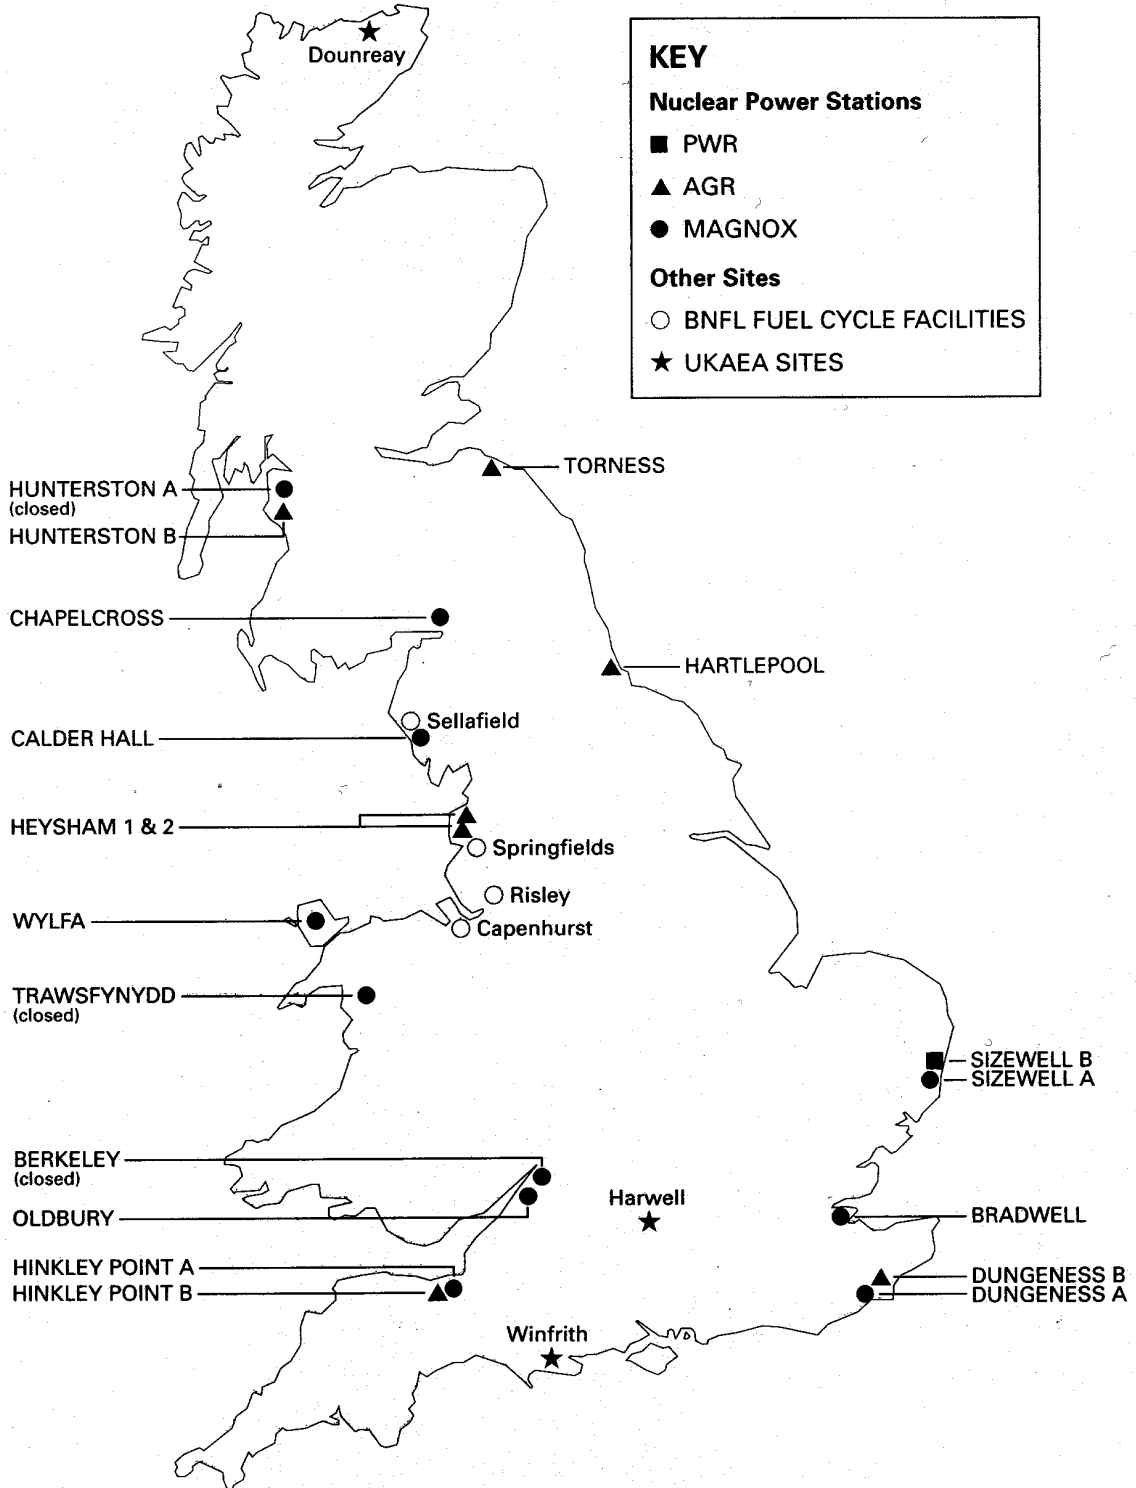 Dounreay
KEY
Nuclear Power Stations
PWR
AGR
MAGNOX
Other Sites
BNFL FUEL CYCLE FACILITIES
UKAEA SITES
TORNESS
HUNTERSTON A
(closed)
HUNTERSTON B
CHAPELCROSS
HARTLEPOOL
Sellafield
CALDER HALL
HEYSHAM 1 & 2
Springfields
Risley
WYLFA
Capenhurst
TRAWSFYNYDD
(closed)
SIZEWELL B
SIZEWELL A
BERKELEY
(closed)
Harwell
OLDBURY
BRADWELL
HINKLEY POINT A
HINKLEY POINT B
DUNGENESS B
DUNGENESS A
Winfrith